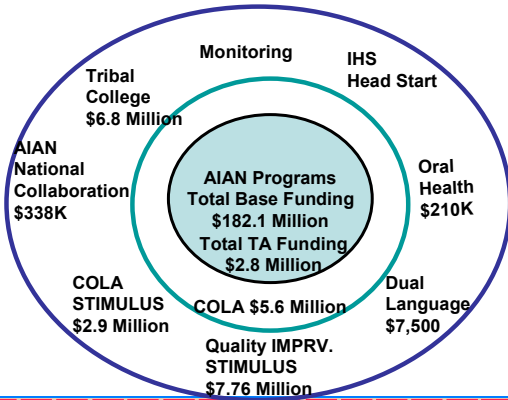 Monitoring
IHS
Head Start
Tribal
College
$6.8 Million
AIAN
National
Collaboration
$338K
AIAN Programs
Total Base Funding
$182.1 Million
Total TA Funding
$2.8 Million
Oral
Health
$210K
COLA
STIMULUS
$2.9 Million
COLA $5.6 Million
Dual
Language
$7,500
Quality IMPRV.
STIMULUS
$7.76 Million